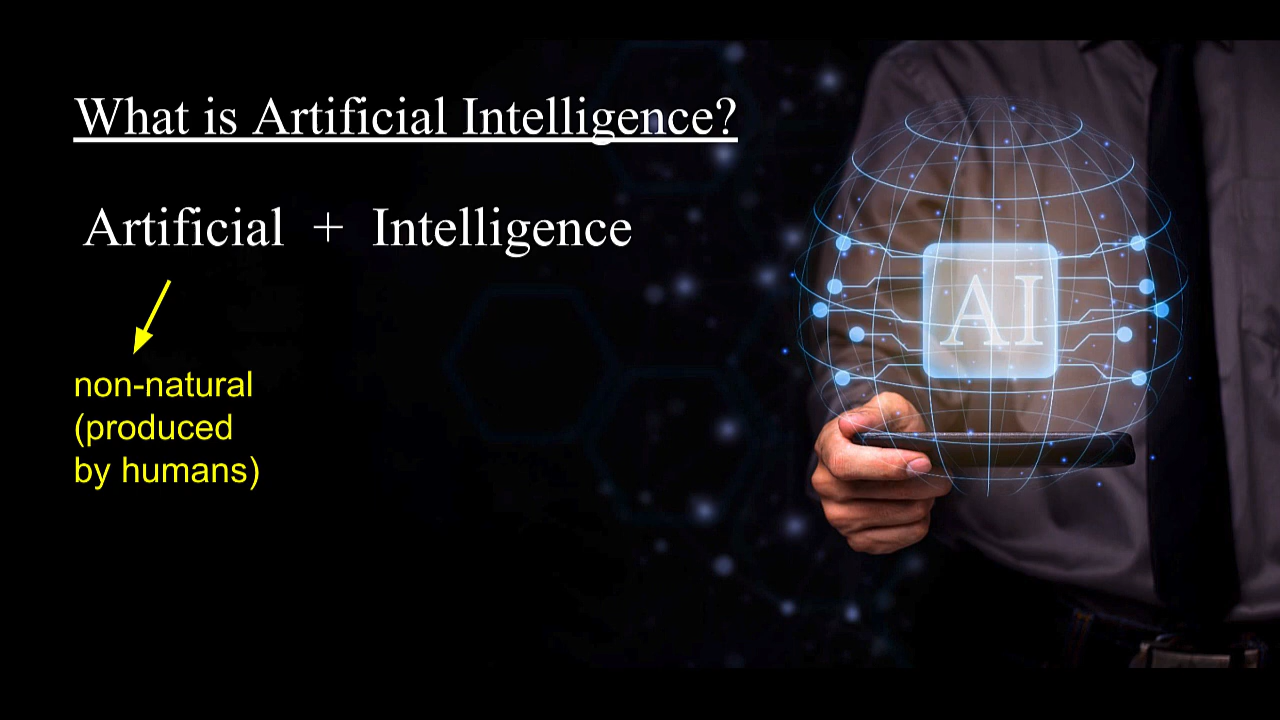 What is Artificial Intelligence?
Artificial + Intelligence
non-natural
(produced
by humans)
AI